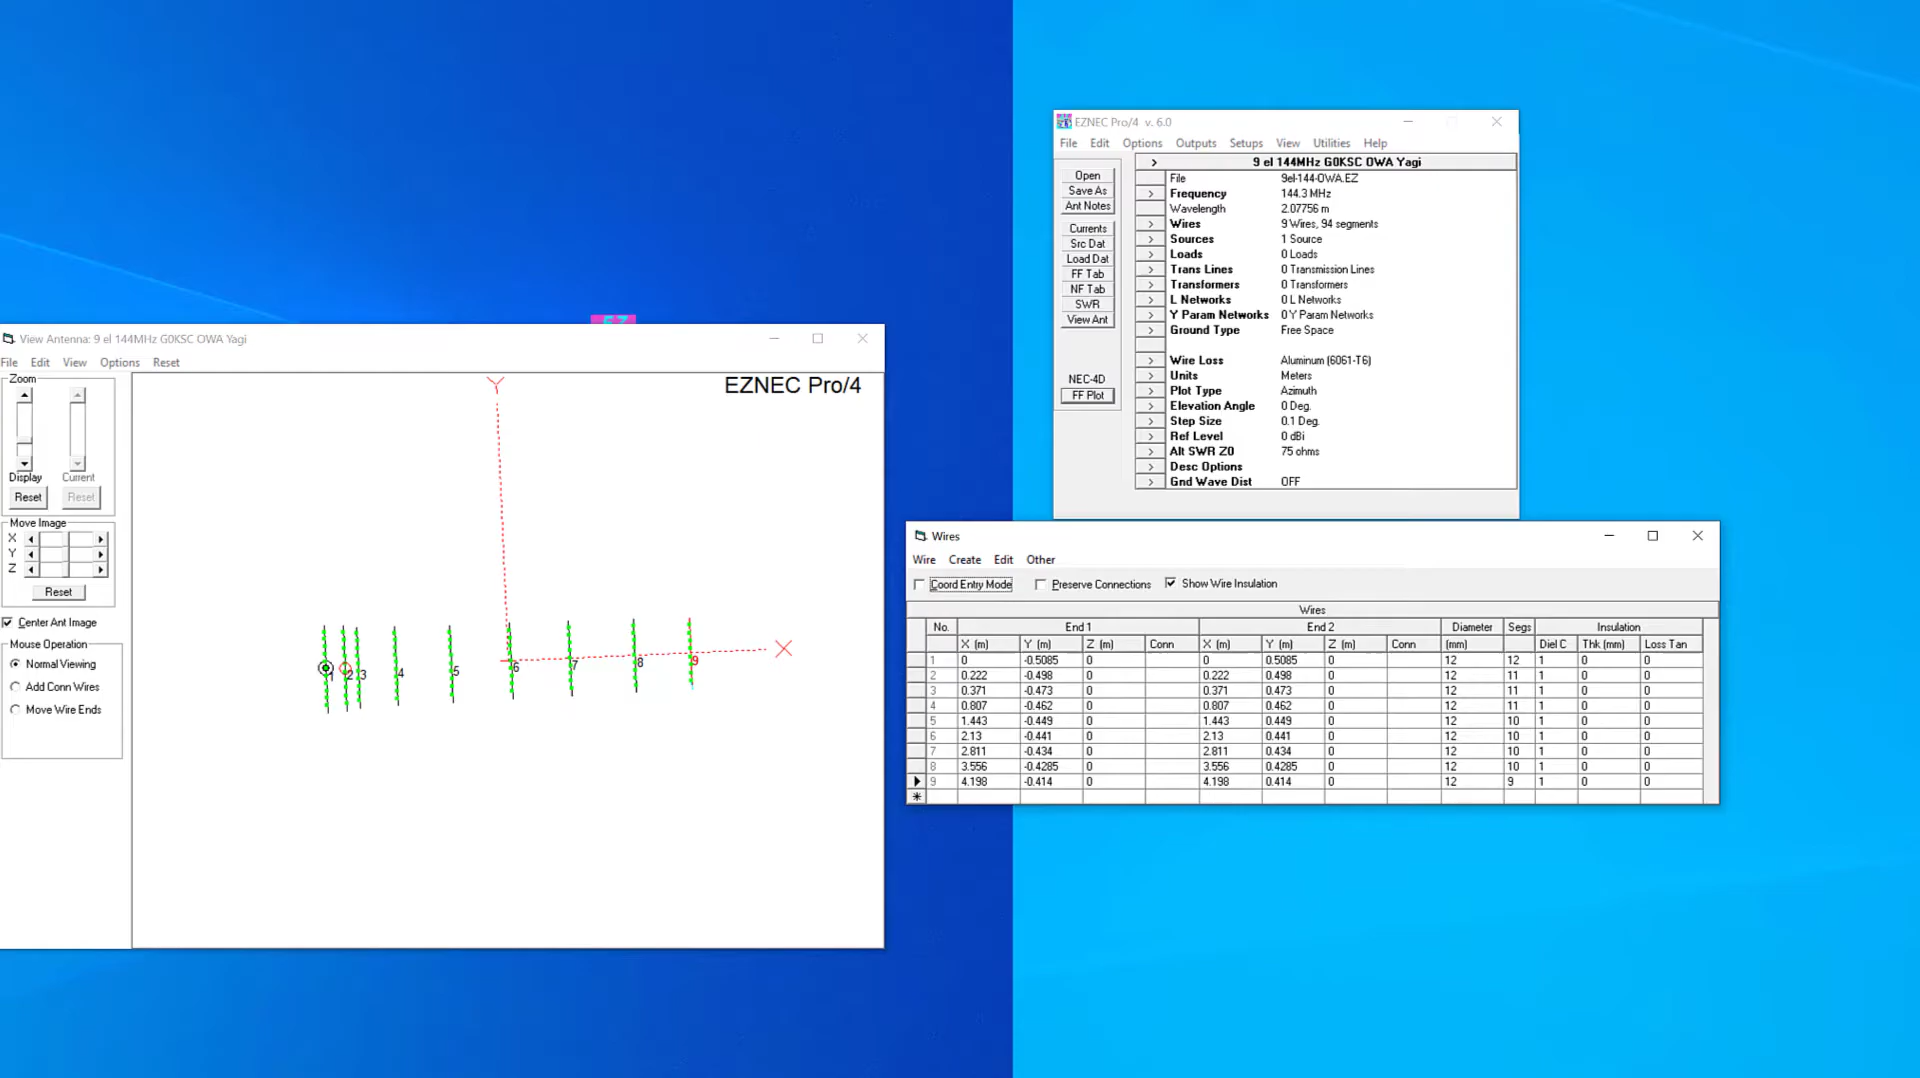 EZNEC Pro/4 v. 6.0
File Edit Options Outputs Setups View Utilities Help
> 9 el 144MHz G0KSC OWA Yagi
Open
Save As
Ant Notes
Currents
Src Dat
Load Dat
FF Tab
NF Tab
SWR
View Ant
NEC-4D
FF Plot
File 9el-144-OWA.EZ
> Frequency 144.3 MHz
Wavelength 2.07756 m
> Wires 9 Wires, 94 segments
> Sources 1 Source
> Loads 0 Loads
> Trans Lines 0 Transmission Lines
> Transformers 0 Transformers
> L Networks 0 L Networks
> Y Param Networks 0 Y Param Networks
> Ground Type Free Space
> Wire Loss Aluminum (6061-T6)
> Units Meters
> Plot Type Azimuth
> Elevation Angle 0 Deg.
> Step Size 0.1 Deg.
> Ref Level 0 dBi
> Alt SWR Z0 75 ohms
> Desc Options
> Gnd Wave Dist OFF
View Antenna: 9 el 144MHz G0KSC OWA Yagi
File Edit View Options Reset
Zoom
Display Current
Reset Reset
Move Image
X
Y
Z
Reset
Center Ant Image
Mouse Operation
Normal Viewing
Add Conn Wires
Move Wire Ends
EZNEC Pro/4
Y
X
1 2 3 4 5 6 7 8 9
Wires
Wire Create Edit Other
Coord Entry Mode Preserve Connections Show Wire Insulation
Wires
No. End 1 End 2 Diameter Segs Insulation
X (m) Y (m) Z (m) Conn X (m) Y (m) Z (m) Conn (mm) Diel C Thk (mm) Loss Tan
1 0 -0.5085 0 0 0.5085 0 12 12 1 0 0
2 0.222 -0.498 0 0.222 0.498 0 12 11 1 0 0
3 0.371 -0.473 0 0.371 0.473 0 12 11 1 0 0
4 0.807 -0.462 0 0.807 0.462 0 12 11 1 0 0
5 1.443 -0.449 0 1.443 0.449 0 12 10 1 0 0
6 2.13 -0.441 0 2.13 0.441 0 12 10 1 0 0
7 2.811 -0.434 0 2.811 0.434 0 12 10 1 0 0
8 3.556 -0.4285 0 3.556 0.4285 0 12 10 1 0 0
9 4.198 -0.414 0 4.198 0.414 0 12 9 1 0 0